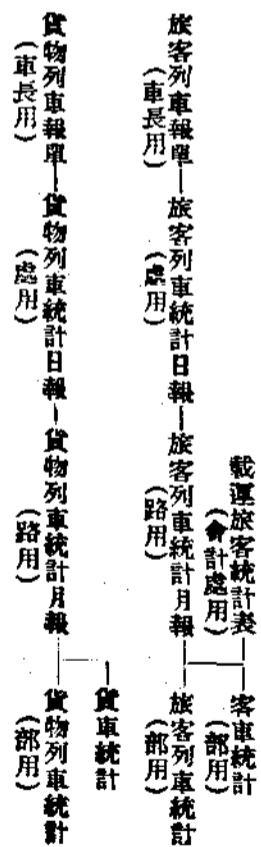 載運旅客統計表——客車統計
（會計處用）（部用）
旅客列車報單——旅客列車統計日報——旅客列車統計月報——旅客列車統計
（車長用）（處用）（路用）（部用）
貨車統計
貨物列車報單——貨物列車統計日報——貨物列車統計月報——貨物列車統計
（車長用）（處用）（路用）（部用）